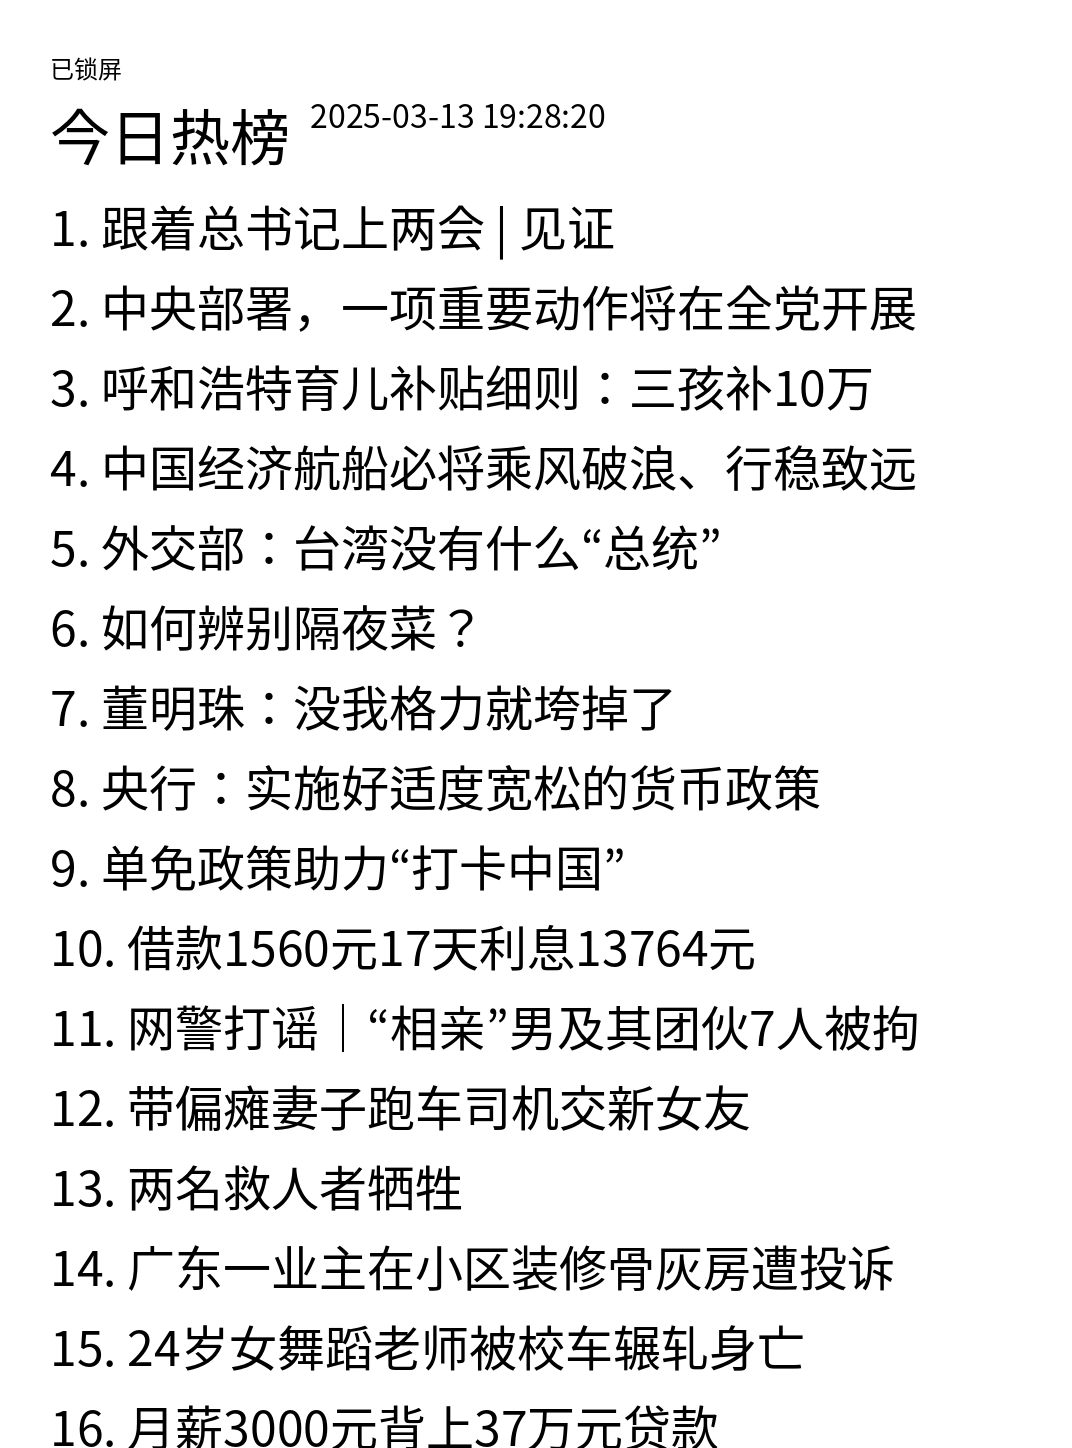 已锁屏
今日热榜 2025-03-13 19:28:20
1. 跟着总书记上两会 | 见证
2. 中央部署，一项重要动作将在全党开展
3. 呼和浩特育儿补贴细则：三孩补10万
4. 中国经济航船必将乘风破浪、行稳致远
5. 外交部：台湾没有什么“总统”
6. 如何辨别隔夜菜？
7. 董明珠：没我格力就垮掉了
8. 央行：实施好适度宽松的货币政策
9. 单免政策助力“打卡中国”
10. 借款1560元17天利息13764元
11. 网警打谣｜“相亲”男及其团伙7人被拘
12. 带偏瘫妻子跑车司机交新女友
13. 两名救人者牺牲
14. 广东一业主在小区装修骨灰房遭投诉
15. 24岁女舞蹈老师被校车辗轧身亡
16. 月薪3000元背上37万元贷款